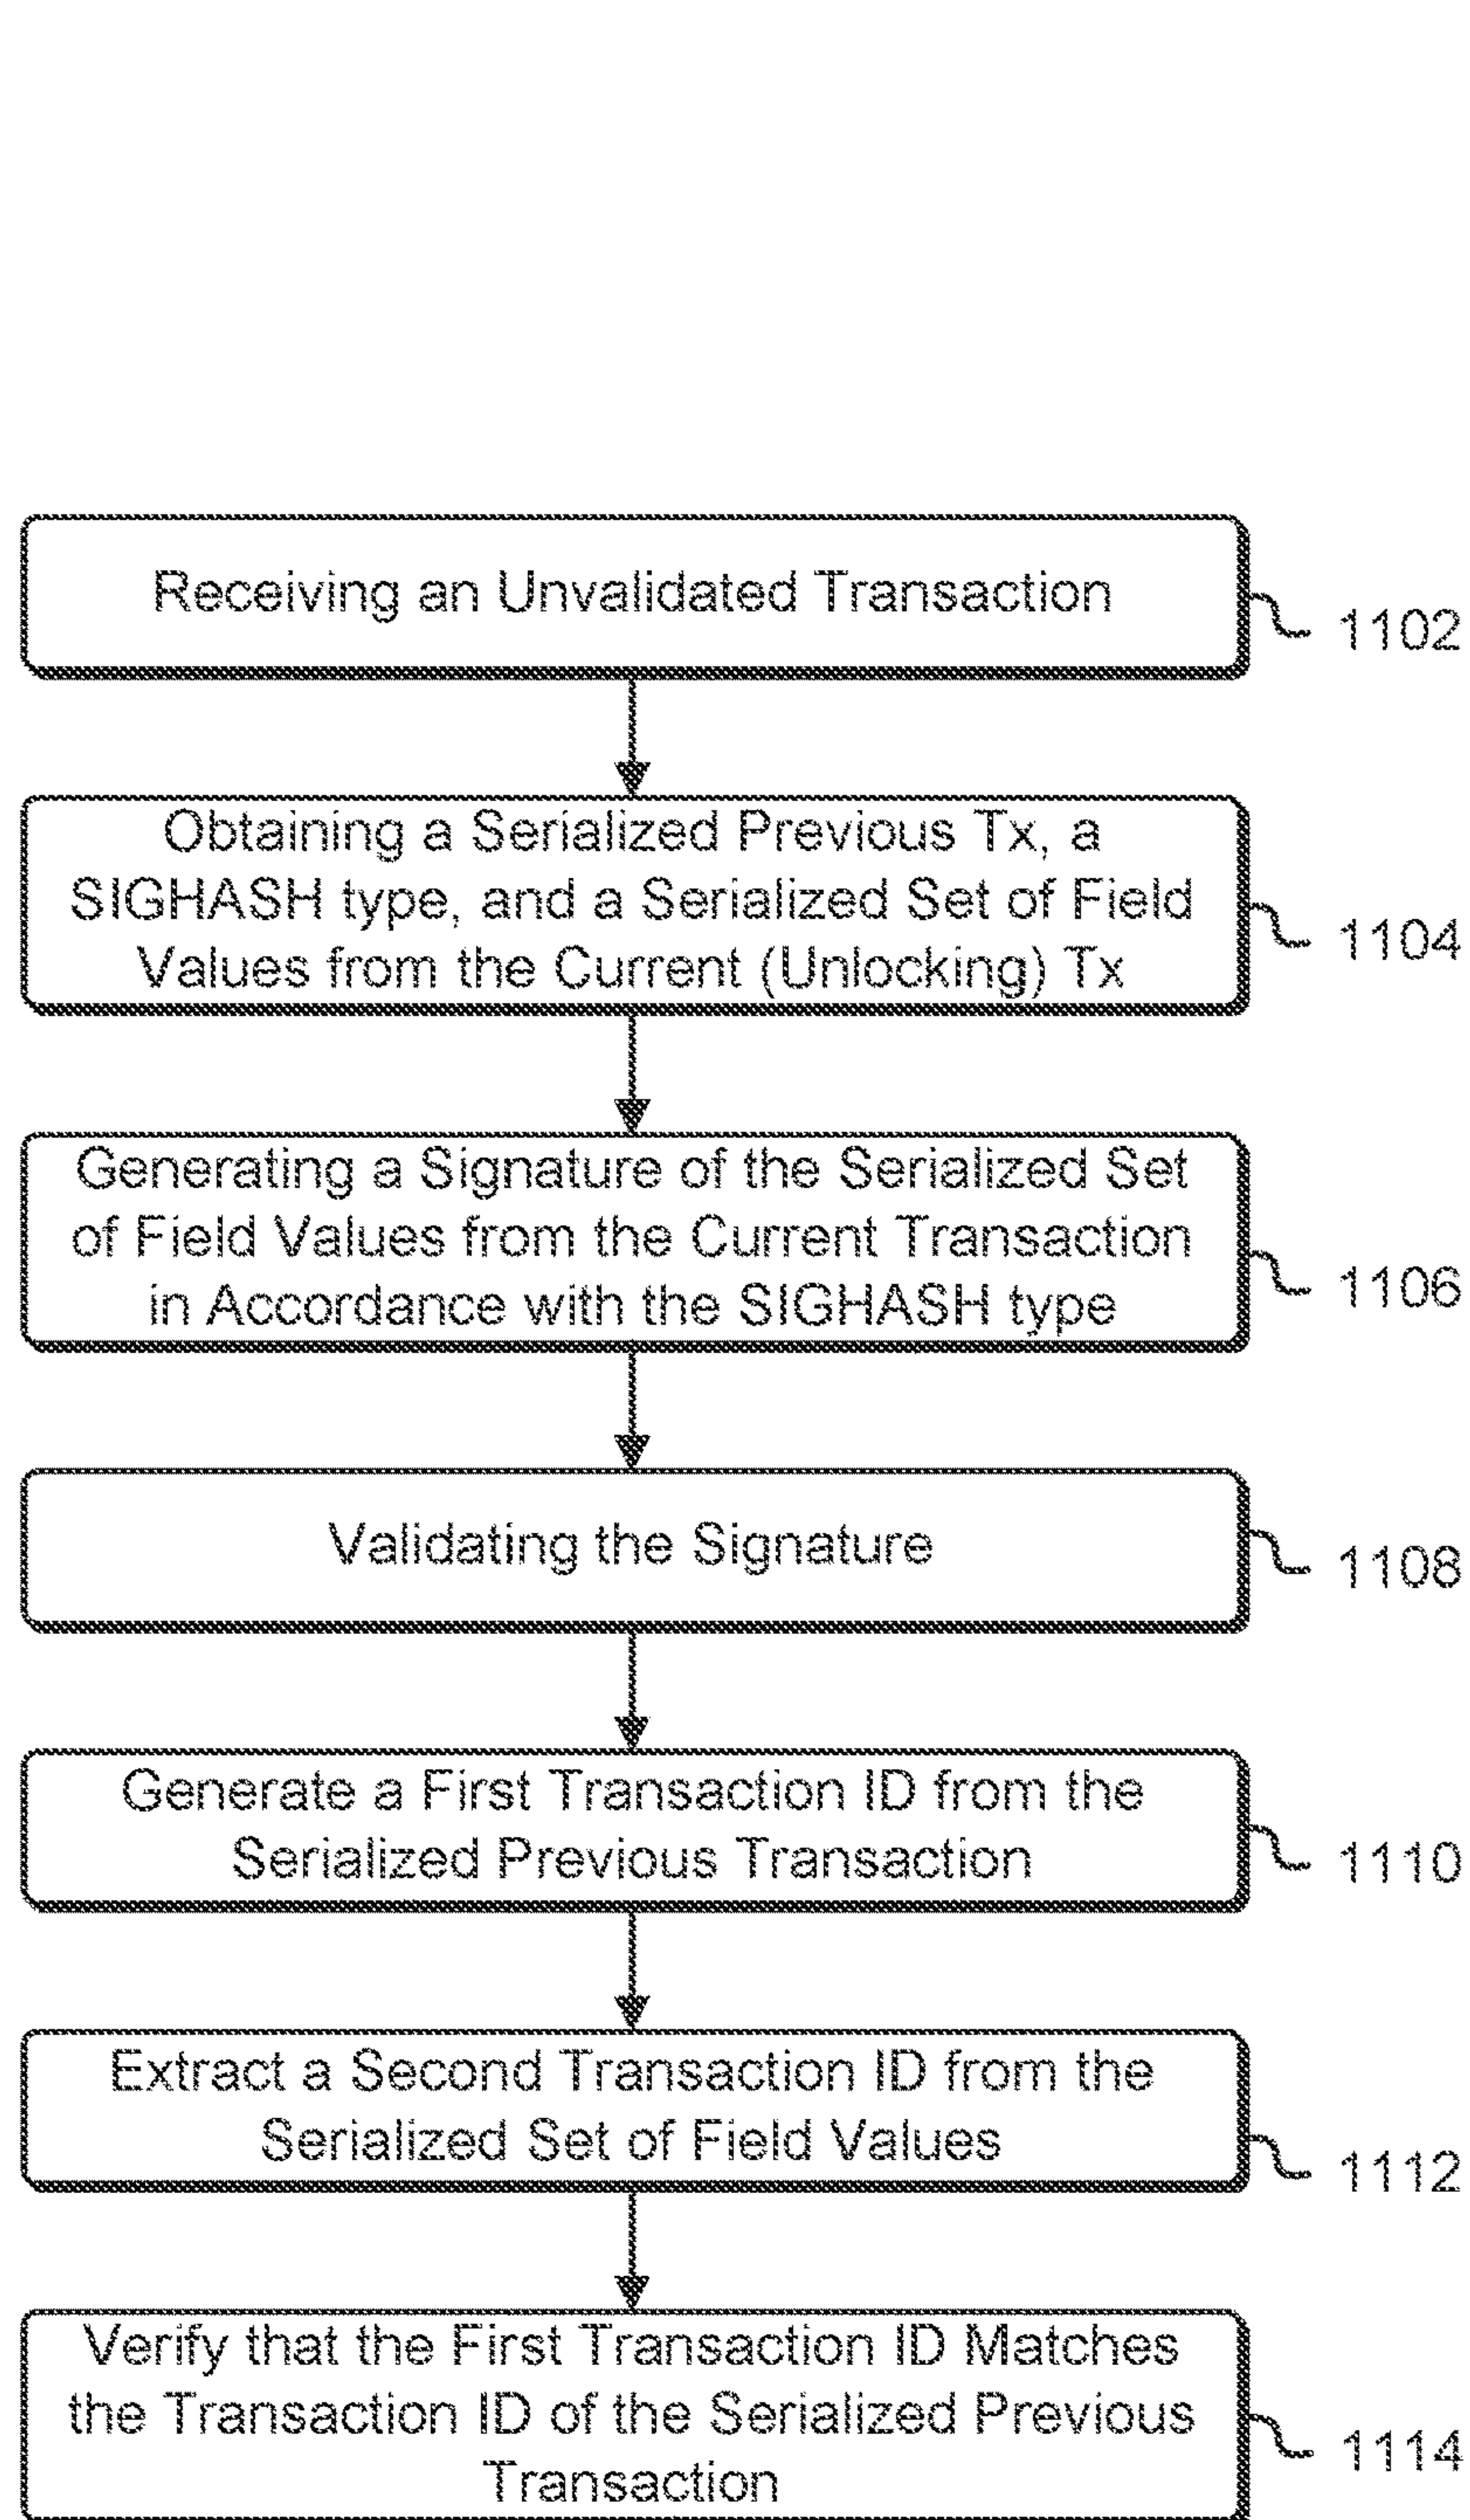 Receiving an Unvalidated Transaction
1102
Obtaining a Serialized Previous Tx, a
SIGHASH type, and a Serialized Set of Field
Values from the Current (Unlocking) Tx
1104
Generating a Signature of the Serialized Set
of Field Values from the Current Transaction
in Accordance with the SIGHASH type
1106
Validating the Signature
1108
Generate a First Transaction ID from the
Serialized Previous Transaction
1110
Extract a Second Transaction ID from the
Serialized Set of Field Values
1112
Verify that the First Transaction ID Matches
the Transaction ID of the Serialized Previous
Transaction
1114